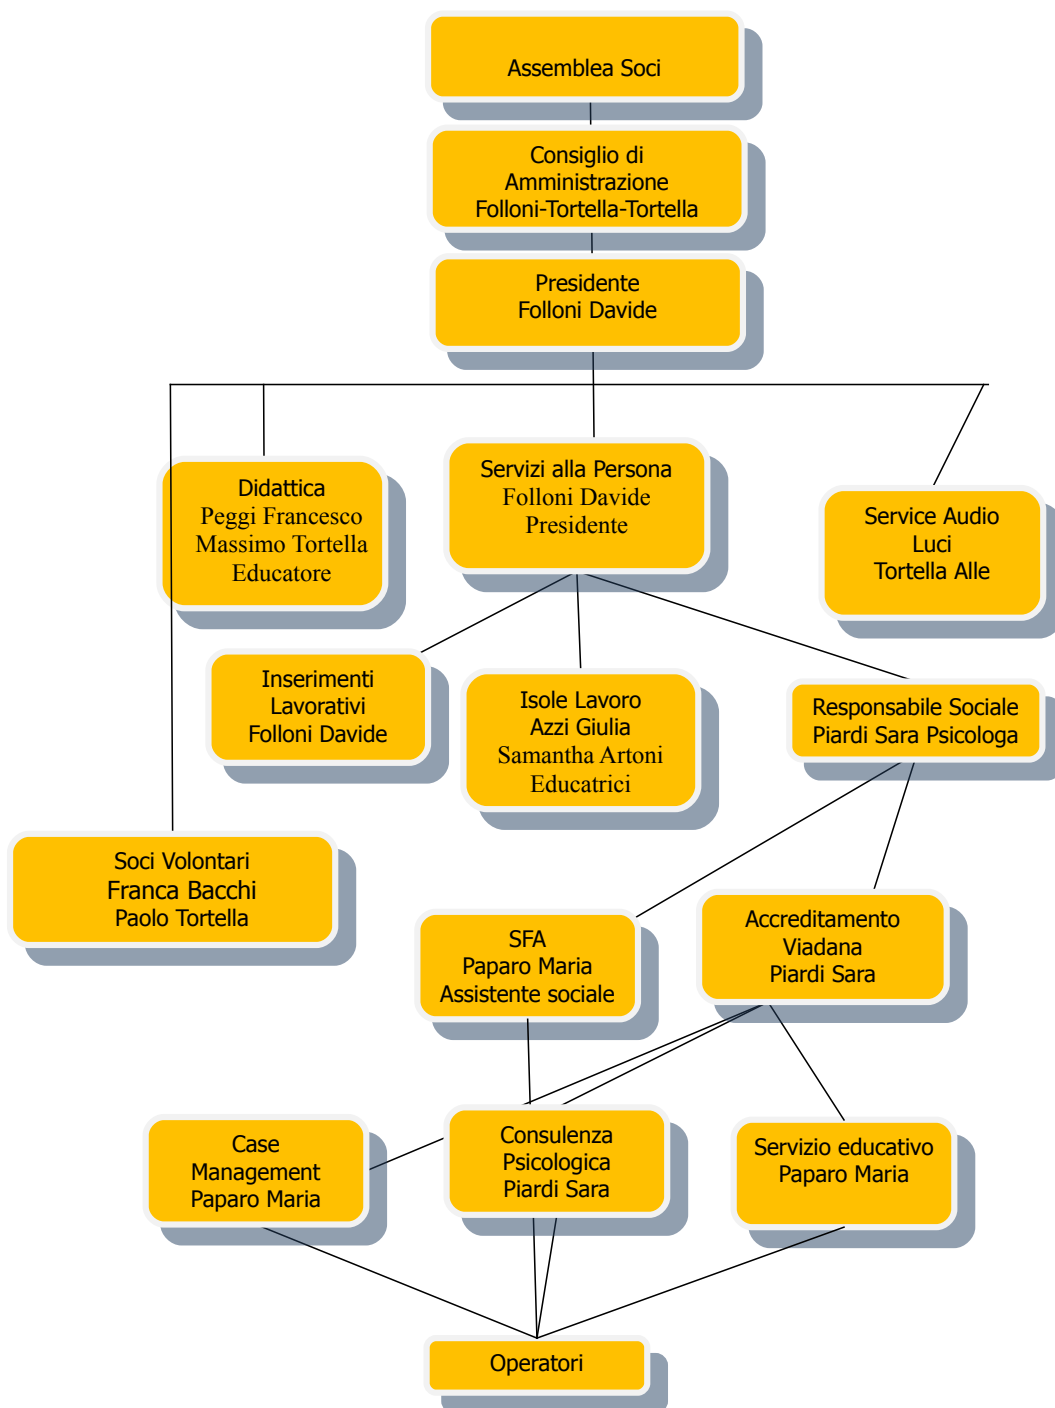 Assemblea Soci
Consiglio di
Amministrazione
Folloni-Tortella-Tortella
Presidente
Folloni Davide
Didattica
Peggi Francesco
Massimo Tortella
Educatore
Servizi alla Persona
Folloni Davide
Presidente
Service Audio
Luci
Tortella Alle
Inserimenti
Lavorativi
Folloni Davide
Isole Lavoro
Azzi Giulia
Samantha Artoni
Educatrici
Responsabile Sociale
Piardi Sara Psicologa
Soci Volontari
Franca Bacchi
Paolo Tortella
SFA
Paparo Maria
Assistente sociale
Accreditamento
Viadana
Piardi Sara
Case
Management
Paparo Maria
Consulenza
Psicologica
Piardi Sara
Servizio educativo
Paparo Maria
Operatori